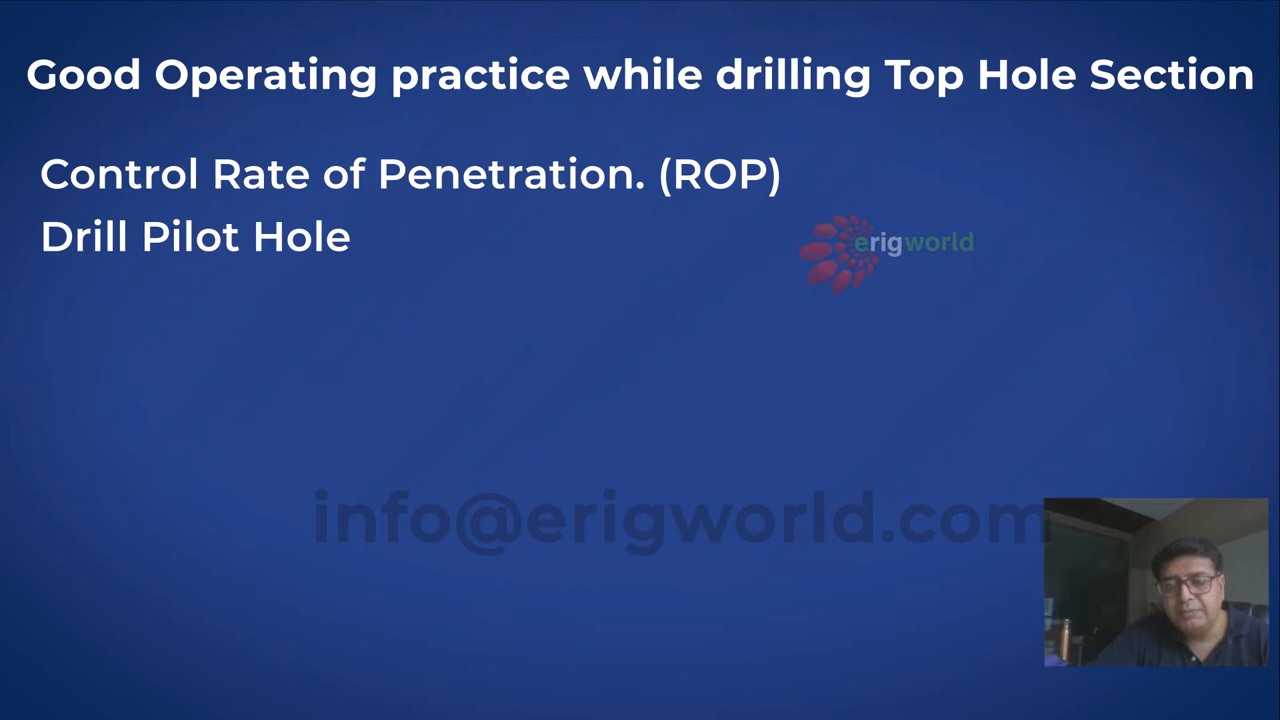 Good Operating practice while drilling Top Hole Section
Control Rate of Penetration. (ROP)
Drill Pilot Hole
erigworld
info@erigworld.com